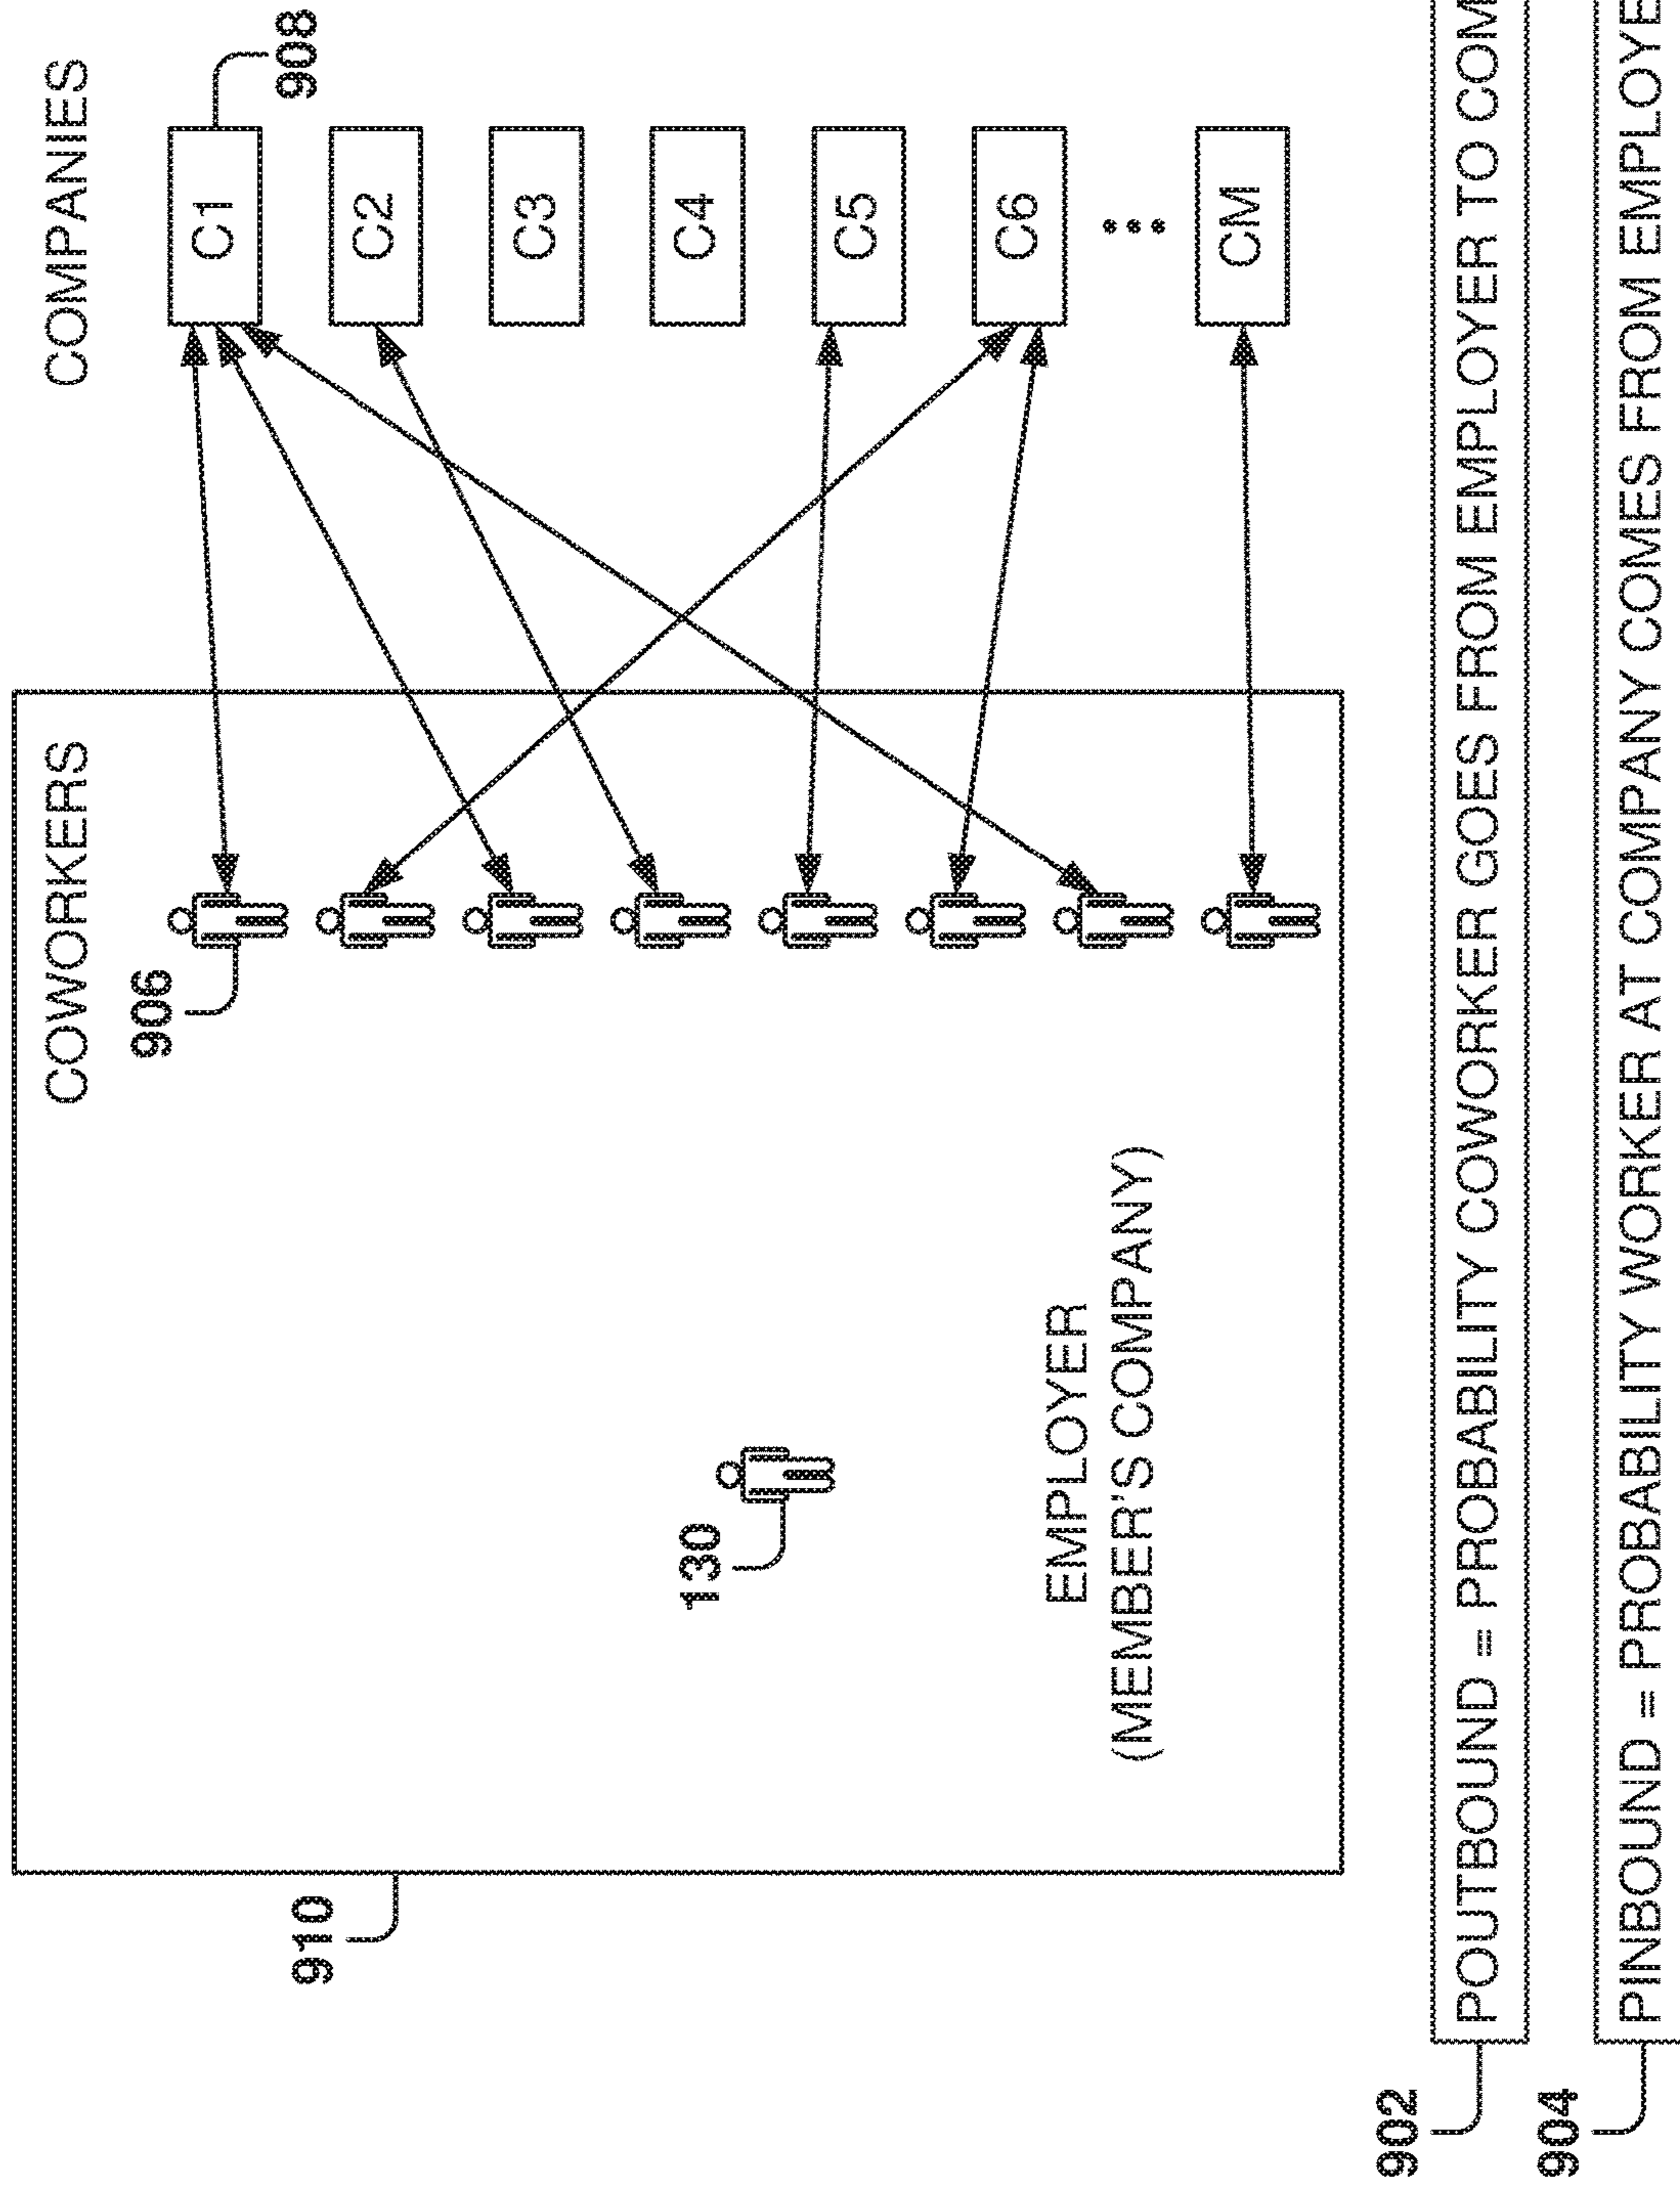 COWORKERS
COMPANIES
906
908
910
130
C1
C2
C3
C4
C5
C6
CM
EMPLOYER
(MEMBER'S COMPANY)
902
POUTBOUND = PROBABILITY COWORKER GOES FROM EMPLOYER TO COM
904
PINBOUND = PROBABILITY WORKER AT COMPANY COMES FROM EMPLOYE